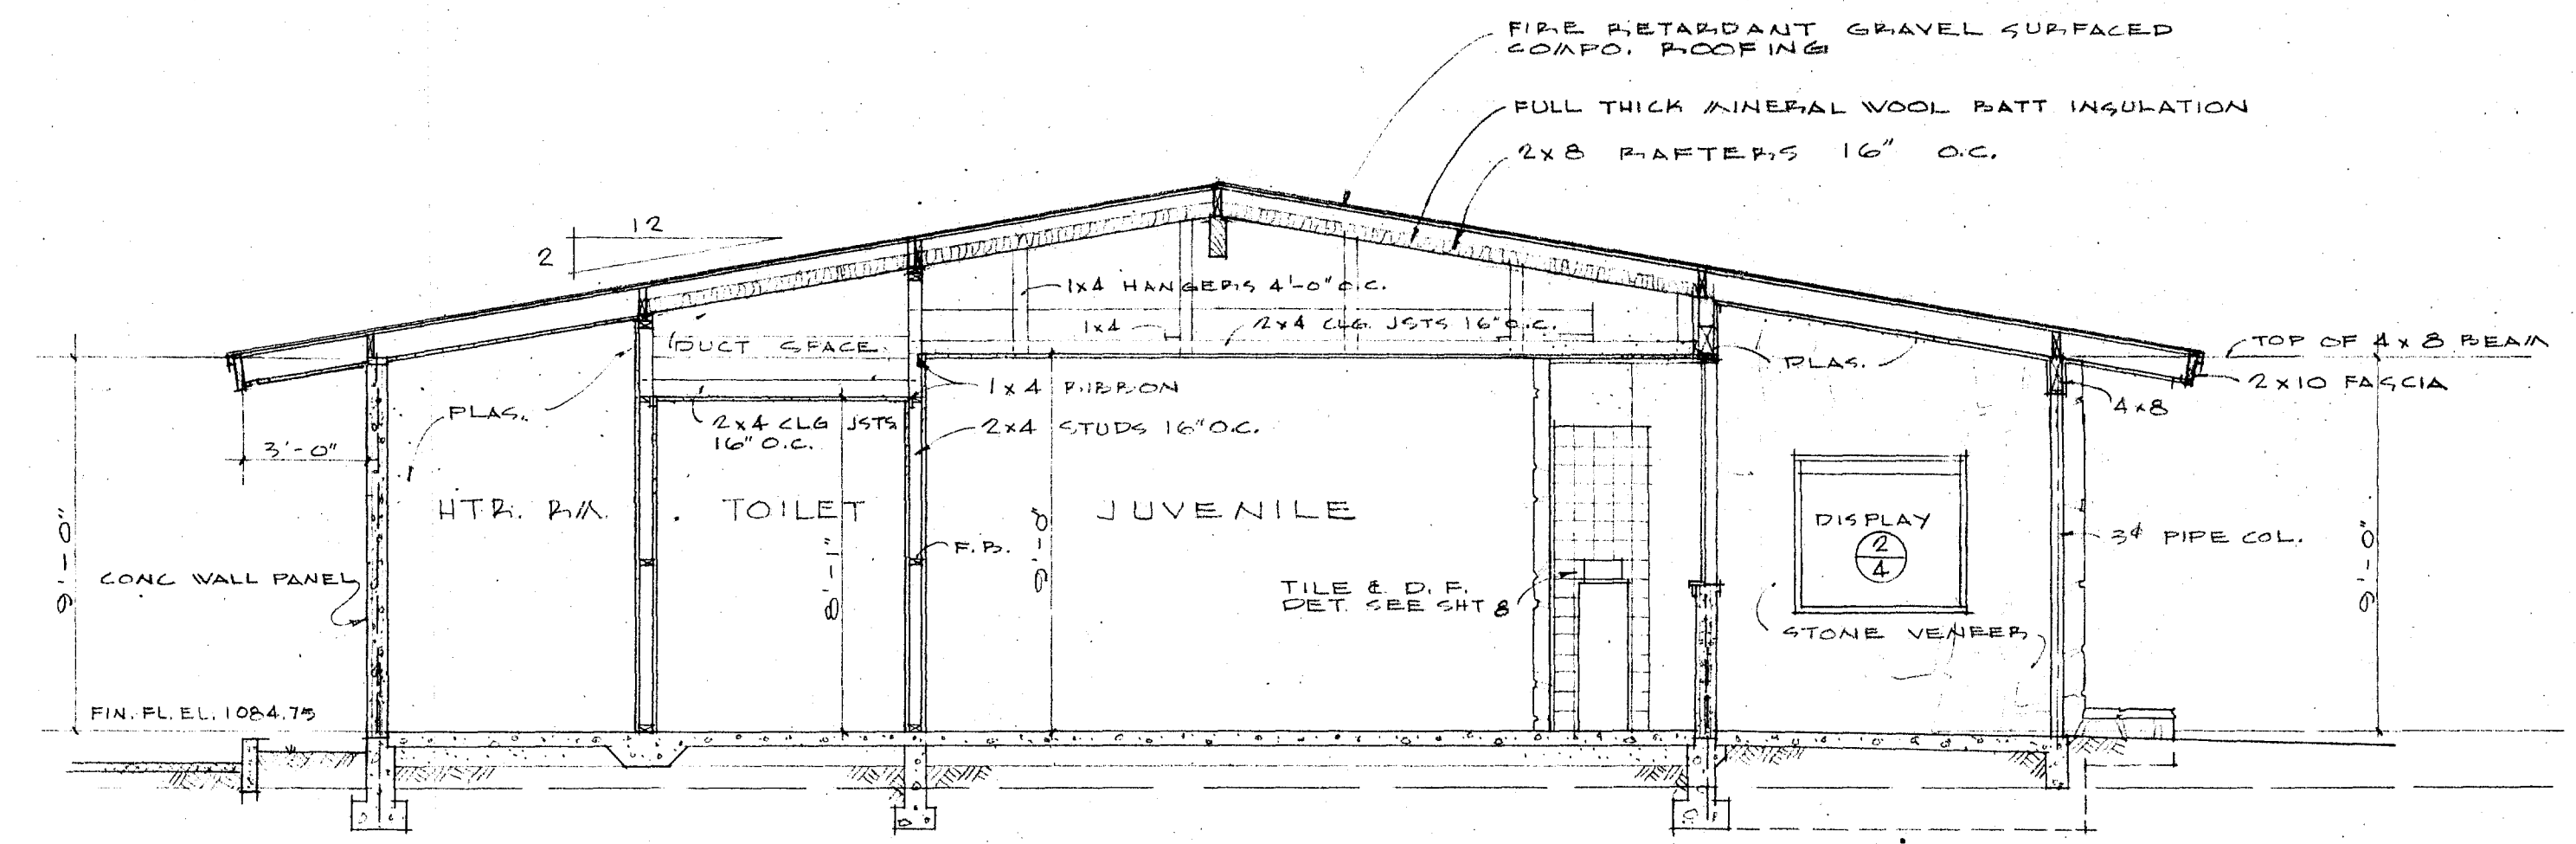 FIRE RETARDANT GRAVEL SURFACED
COMPO. ROOFING
FULL THICK MINERAL WOOL BATT INSULATION
2x8 RAFTERS 16" O.C.
12
2
1x4 HANGERS 4'-0" O.C.
1x4
2x4 CLG. JSTS 16" O.C.
DUCT SPACE
PLAS.
TOP OF 4x8 BEAM
2x10 FASCIA
4x8
1x4 RIBBON
PLAS.
2x4 CLG JSTS
16" O.C.
2x4 STUDS 16" O.C.
3'-0"
HTR. RM.
TOILET
JUVENILE
DISPLAY
2
4
3¢ PIPE COL.
9'-0"
8'-1"
9'-0"
9'-0"
F.B.
CONC WALL PANEL
TILE & D.F.
DET. SEE SHT 8
STONE VENEER
FIN. FL. EL. 1084.75